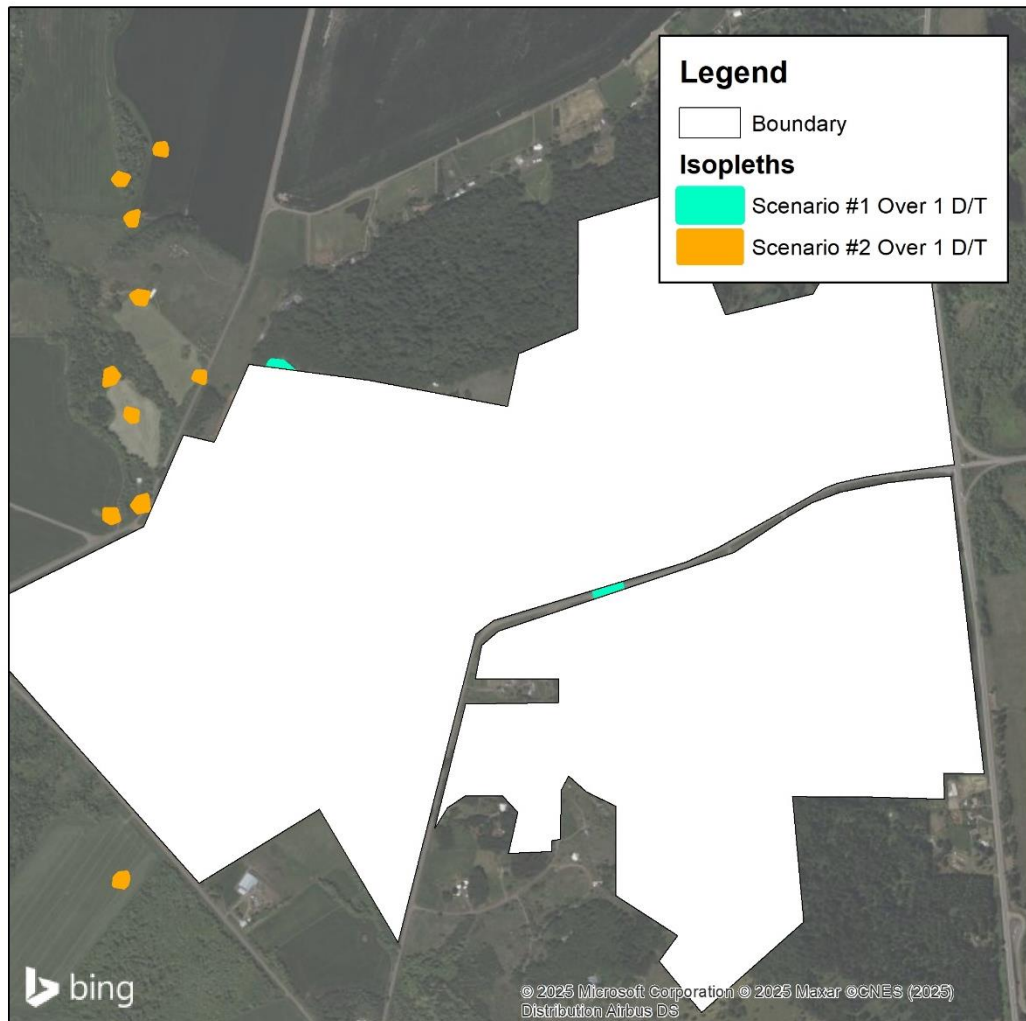 Legend
Boundary
Isopleths
Scenario #1 Over 1 D/T
Scenario #2 Over 1 D/T
bing
© 2025 Microsoft Corporation © 2025 Maxar ©CNES (2025)
Distribution Airbus DS